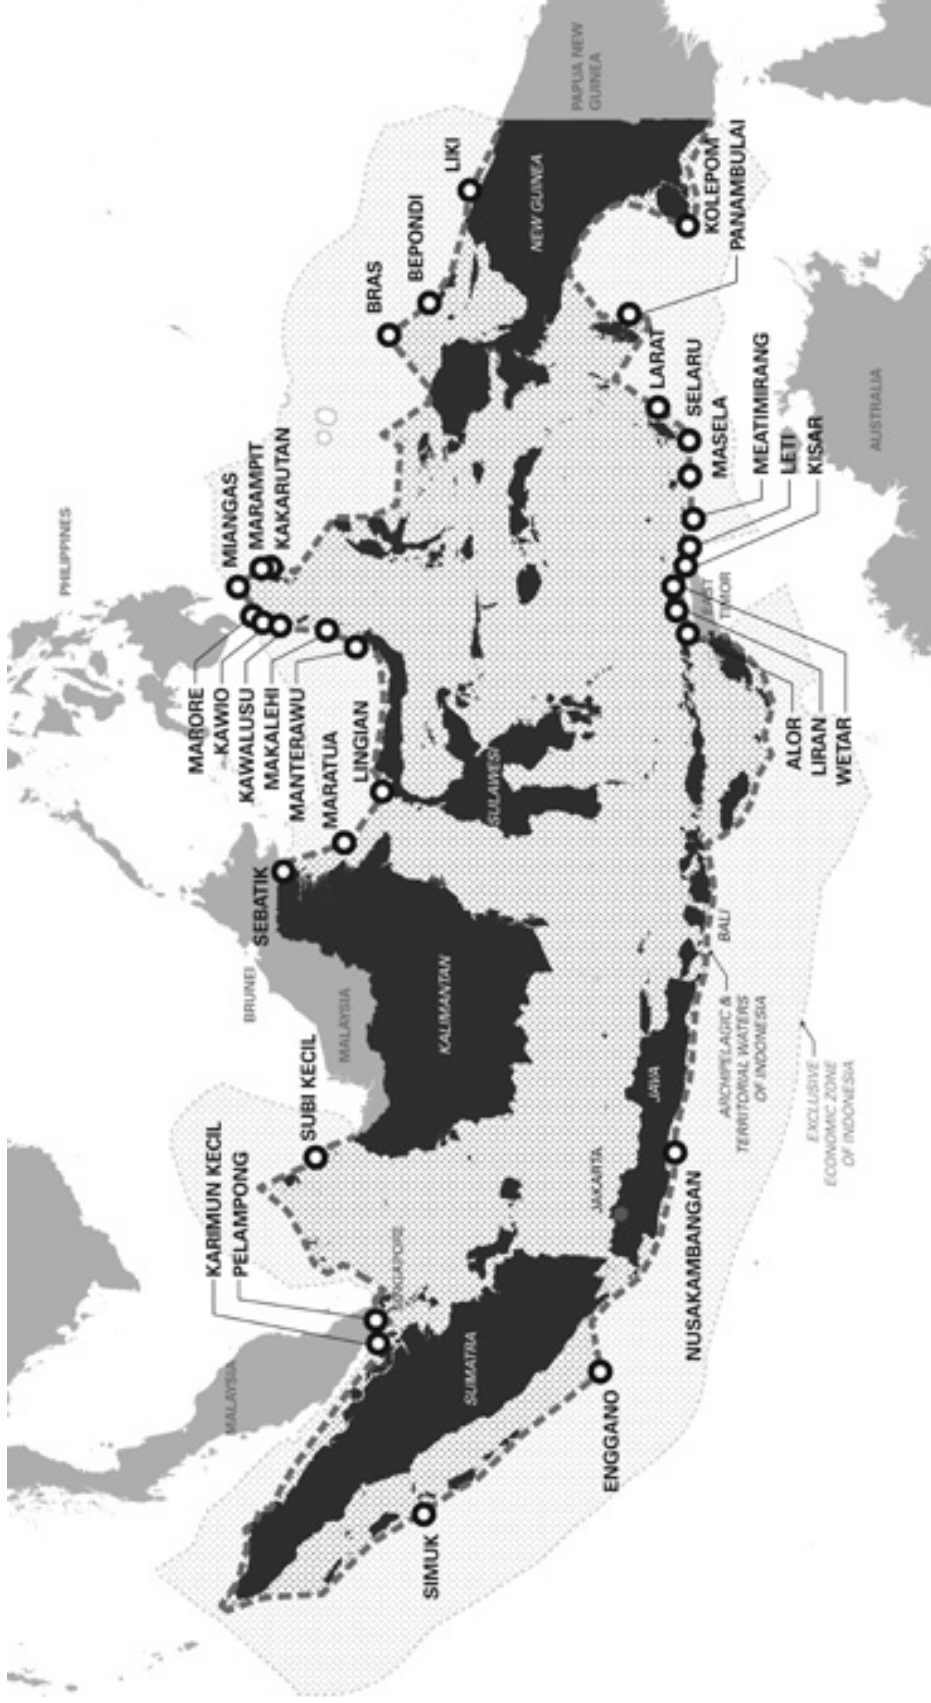 PHILIPPINES
MIANGAS
MARAMPIT
KAKARUTAN
MARORE
KAWIO
KAWALUSU
MAKALEHI
MANTERAWU
MARATUA
LINGIAN
SEBATIK
BRUNEI
MALAYSIA
SUBI KECIL
KARIMUN KECIL
PELAMPONG
MALAYSIA
SINGAPORE
BRAS
BEPONDI
LIKI
PAPUA NEW
GUINEA
NEW GUINEA
KALIMANTAN
SULAWESI
SUMATRA
SIMUK
ENGGANO
JAKARTA
JAVA
NUSAKAMBANGAN
BALI
ARCHIPELAGIC &
TERRITORIAL WATERS
OF INDONESIA
EXCLUSIVE
ECONOMIC ZONE
OF INDONESIA
ALOR
LIRAN
WETAR
EAST
TIMOR
LARAT
SELARU
MASELA
MEATIMIRANG
LETI
KISAR
KOLEPOM
PANAMBULAI
AUSTRALIA